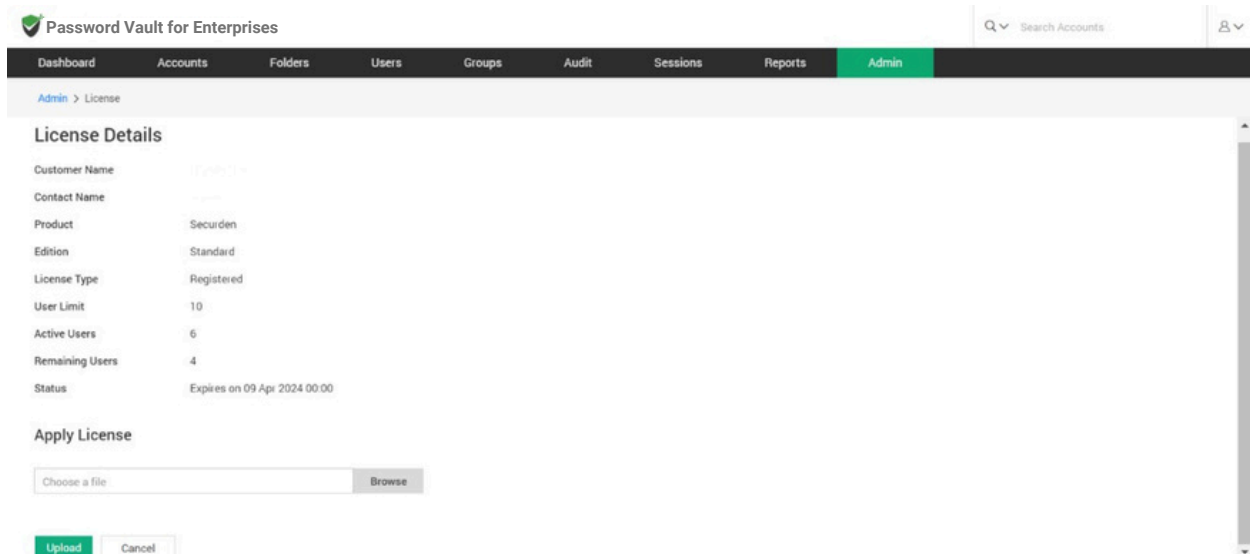 Password Vault for Enterprises
Search Accounts
Dashboard Accounts Folders Users Groups Audit Sessions Reports Admin
Admin > License
License Details
Customer Name
Contact Name
Product Securden
Edition Standard
License Type Registered
User Limit 10
Active Users 6
Remaining Users 4
Status Expires on 09 Apr 2024 00:00
Apply License
Choose a file Browse
Upload Cancel